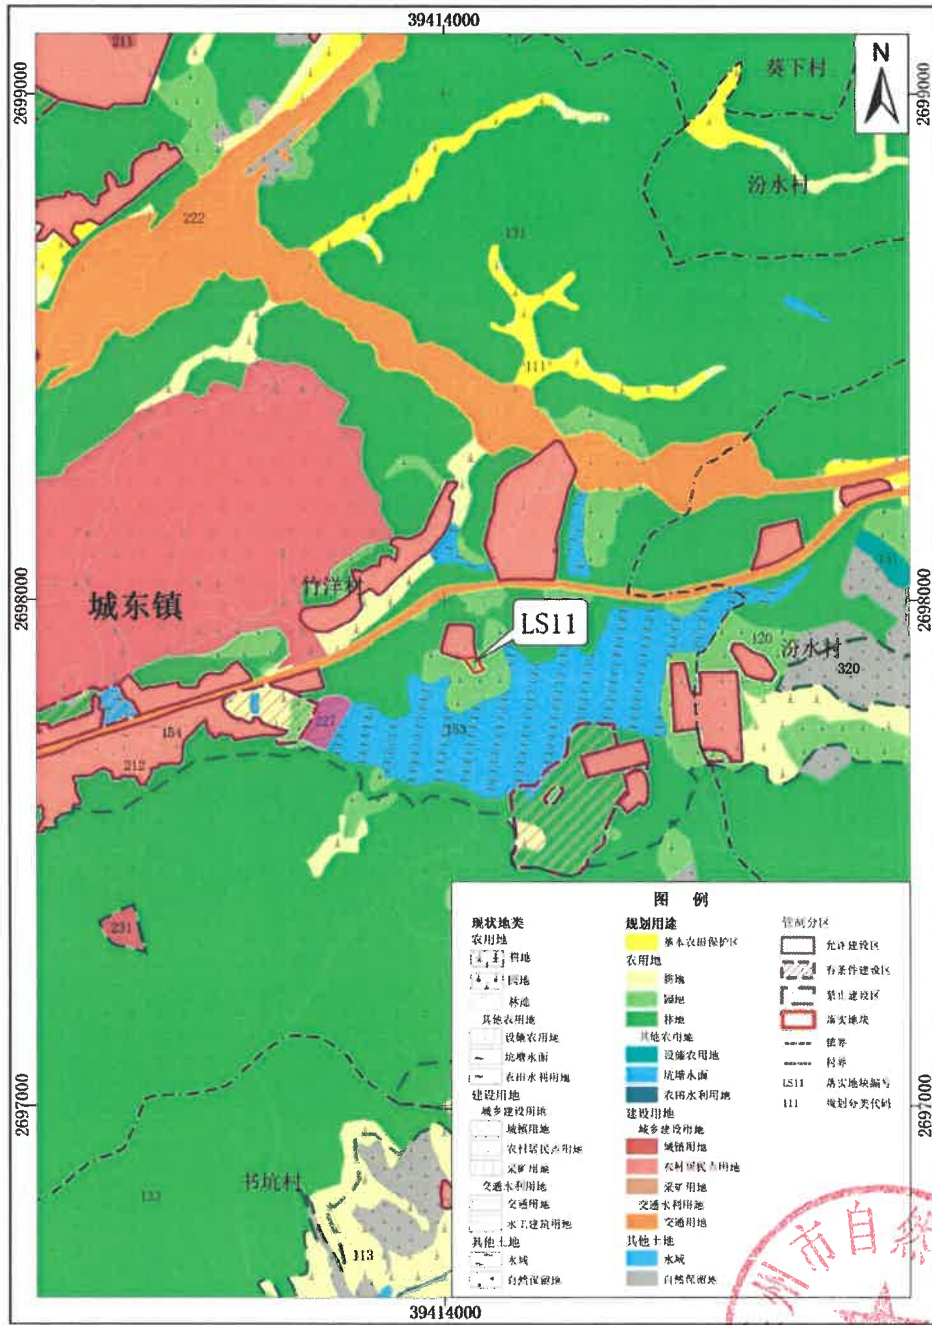 39414000
2699000
2699000
N
葵下村
汾水村
211
222
131
111
竹洋村
城东镇
2698000
2698000
LS11
120
汾水村
320
227
153
154
212
231
2697000
2697000
书坑村
133
113
图 例
现状地类
农用地
耕地
园地
林地
其他农用地
设施农用地
坑塘水面
农田水利用地
建设用地
城乡建设用地
城镇用地
农村居民点用地
采矿用地
交通水利用地
交通用地
水工建筑用地
其他土地
水域
自然保留地
规划用途
基本农田保护区
农用地
耕地
园地
林地
其他农用地
设施农用地
坑塘水面
农田水利用地
建设用地
城乡建设用地
城镇用地
农村居民点用地
采矿用地
交通水利用地
交通用地
其他土地
水域
自然保留地
管制分区
允许建设区
有条件建设区
禁止建设区
落实地块
镇界
村界
LS11 落实地块编号
111 规划分类代码
州市自然
39414000